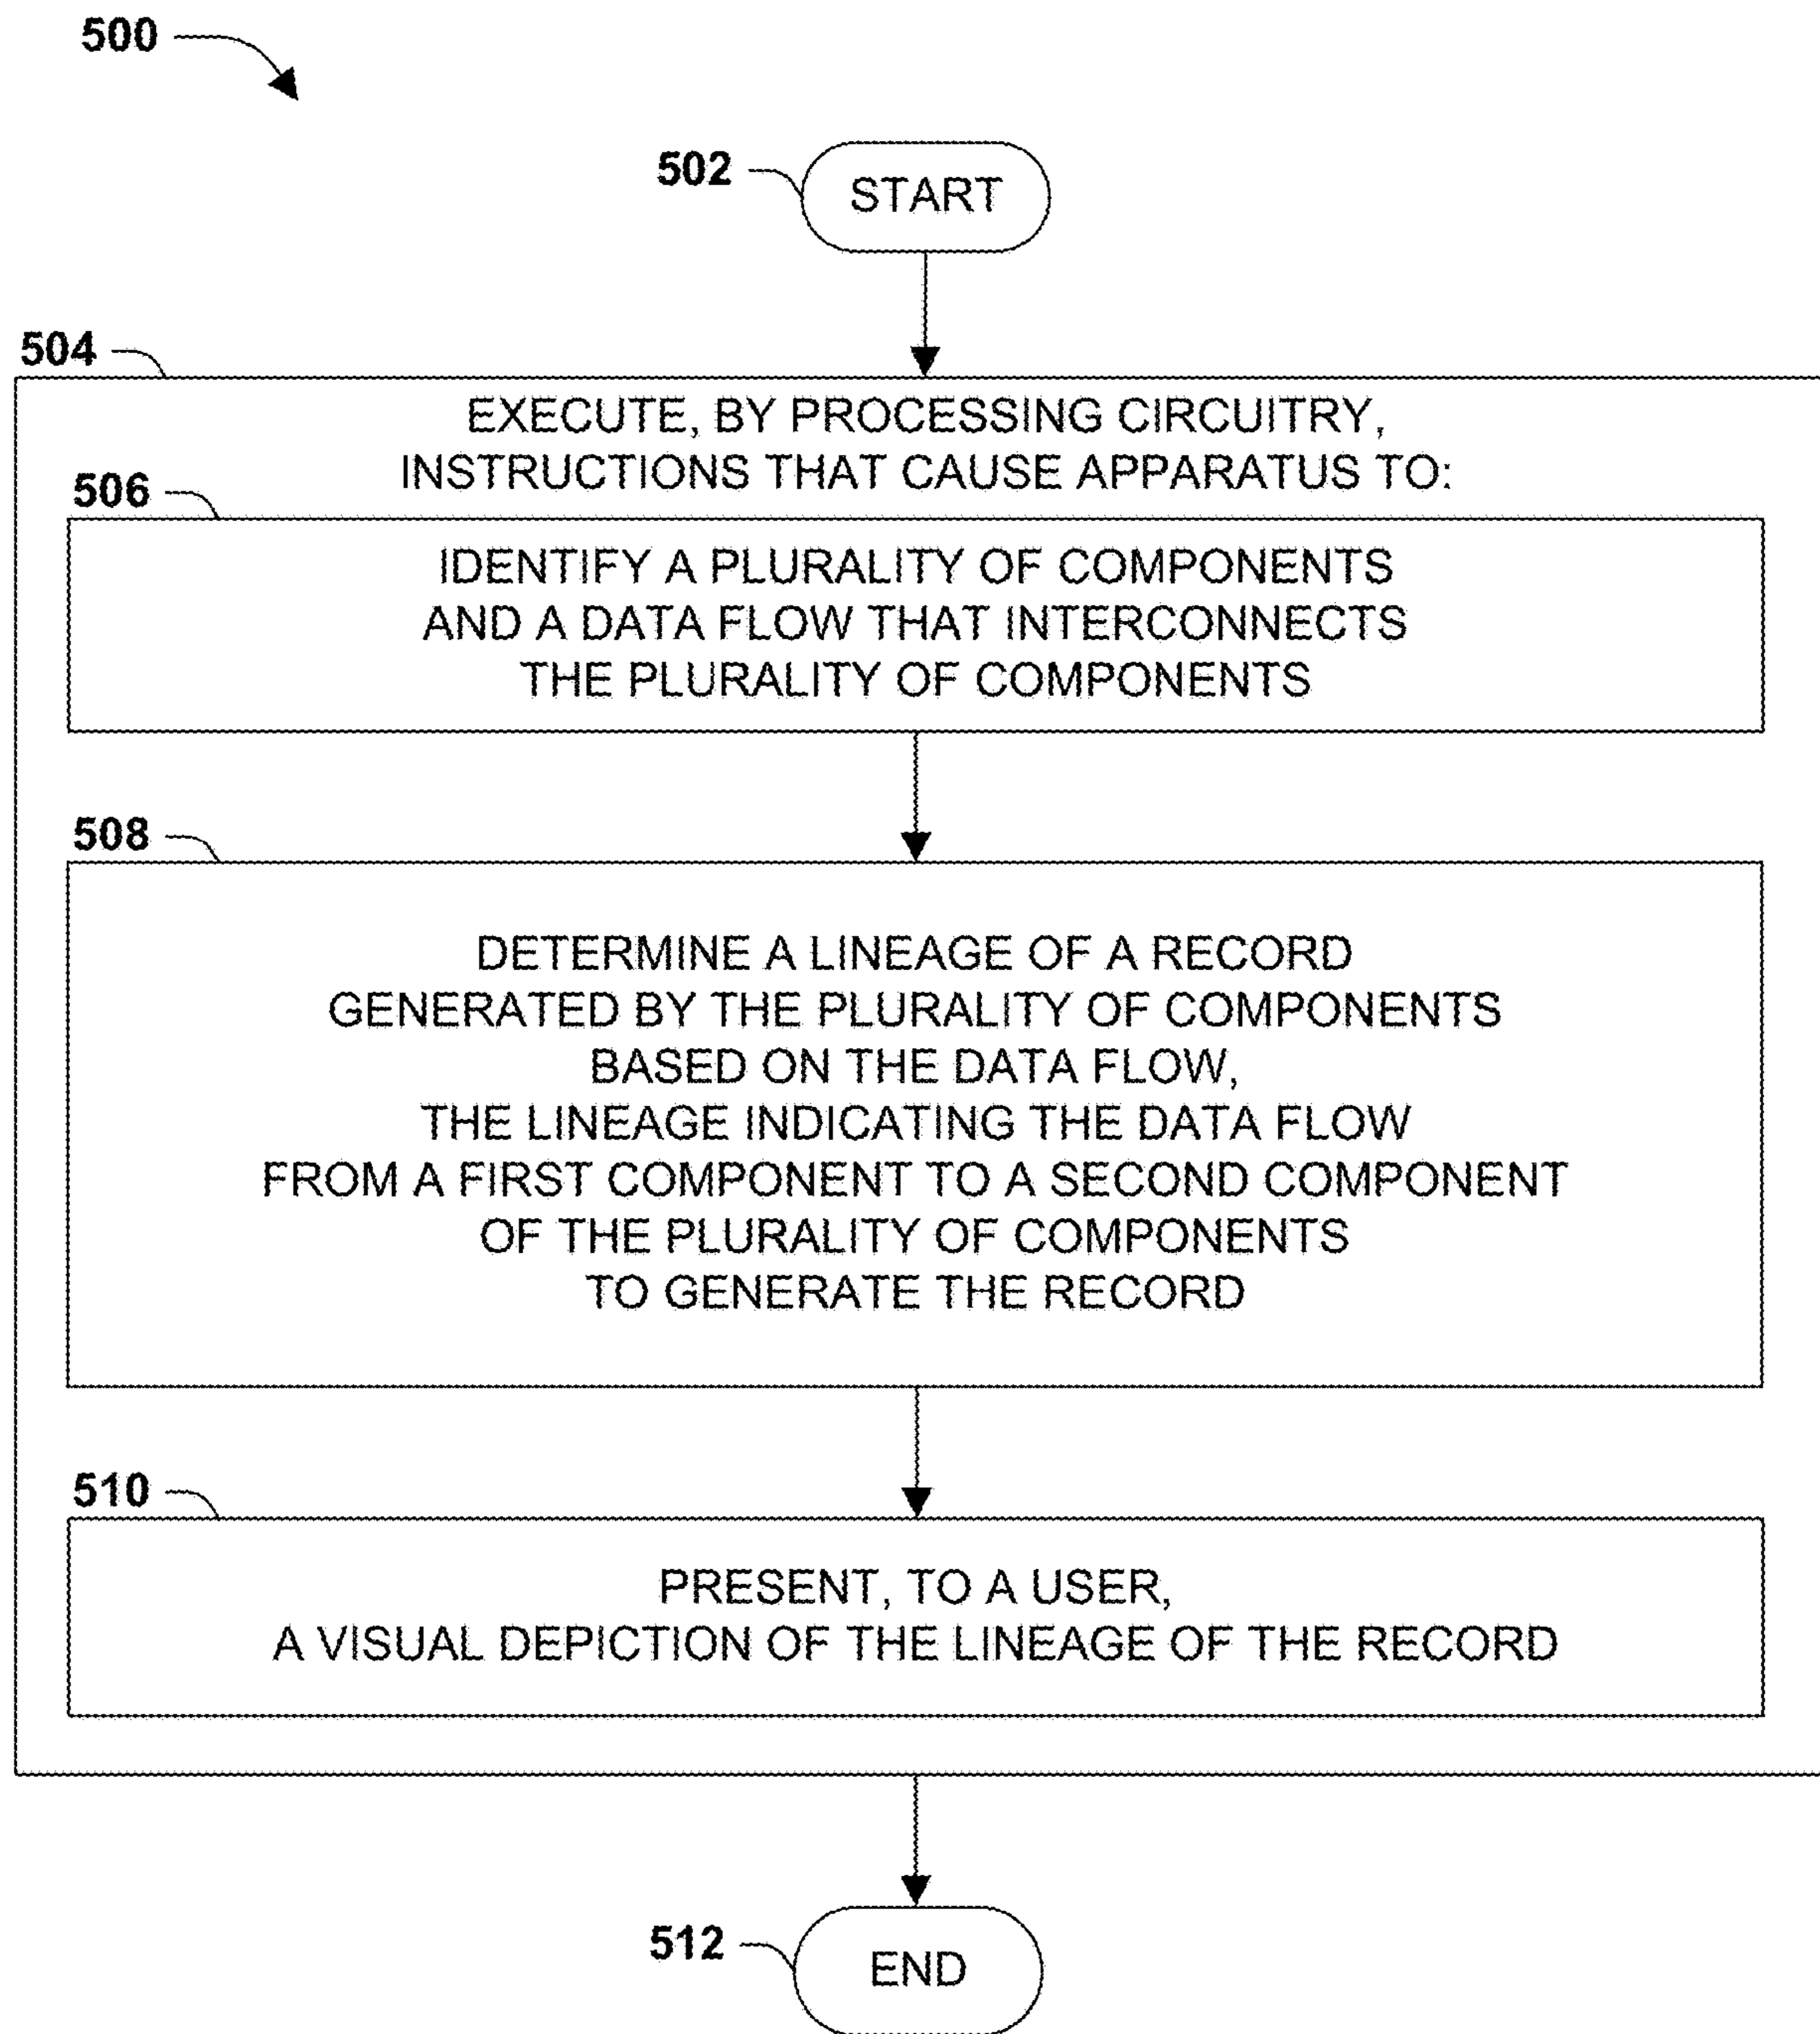 500
502
START
504
EXECUTE, BY PROCESSING CIRCUITRY,
INSTRUCTIONS THAT CAUSE APPARATUS TO:
506
IDENTIFY A PLURALITY OF COMPONENTS
AND A DATA FLOW THAT INTERCONNECTS
THE PLURALITY OF COMPONENTS
508
DETERMINE A LINEAGE OF A RECORD
GENERATED BY THE PLURALITY OF COMPONENTS
BASED ON THE DATA FLOW,
THE LINEAGE INDICATING THE DATA FLOW
FROM A FIRST COMPONENT TO A SECOND COMPONENT
OF THE PLURALITY OF COMPONENTS
TO GENERATE THE RECORD
510
PRESENT, TO A USER,
A VISUAL DEPICTION OF THE LINEAGE OF THE RECORD
512
END